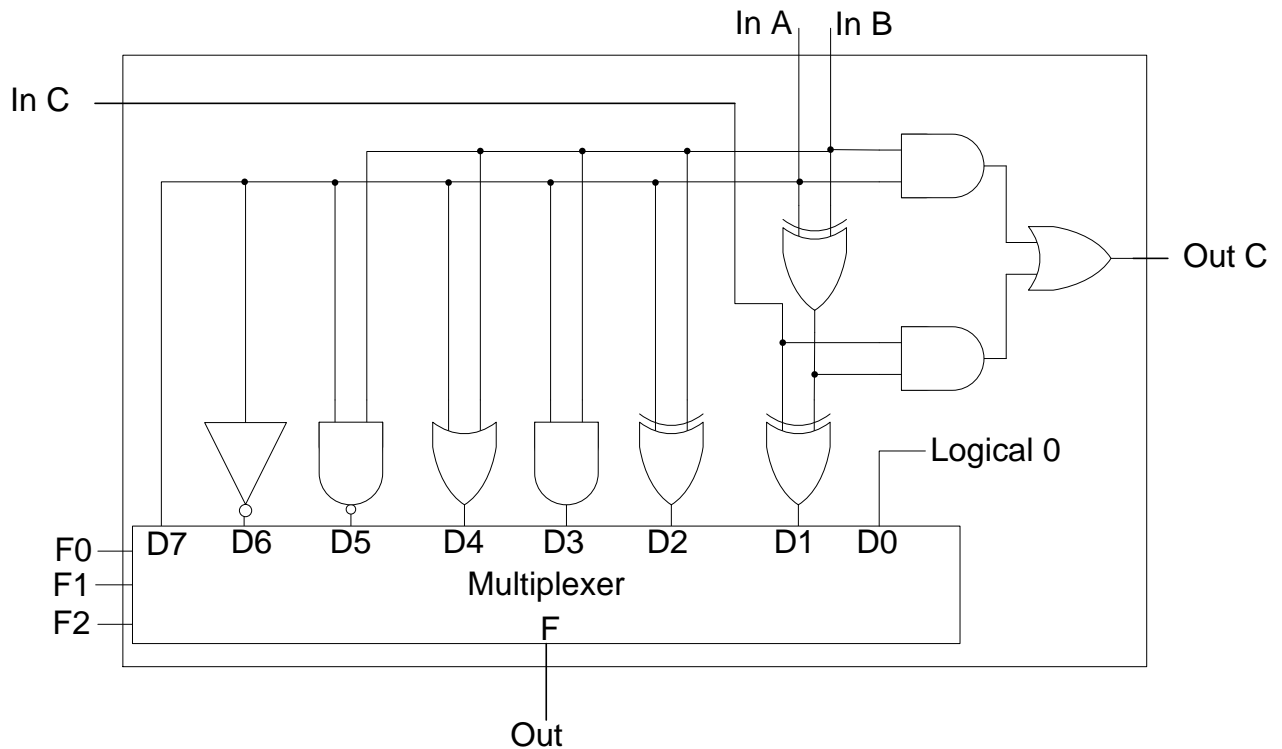 In A In B
In C
Out C
Logical 0
D7 D6 D5 D4 D3 D2 D1 D0
F0
F1
Multiplexer
F2
F
Out